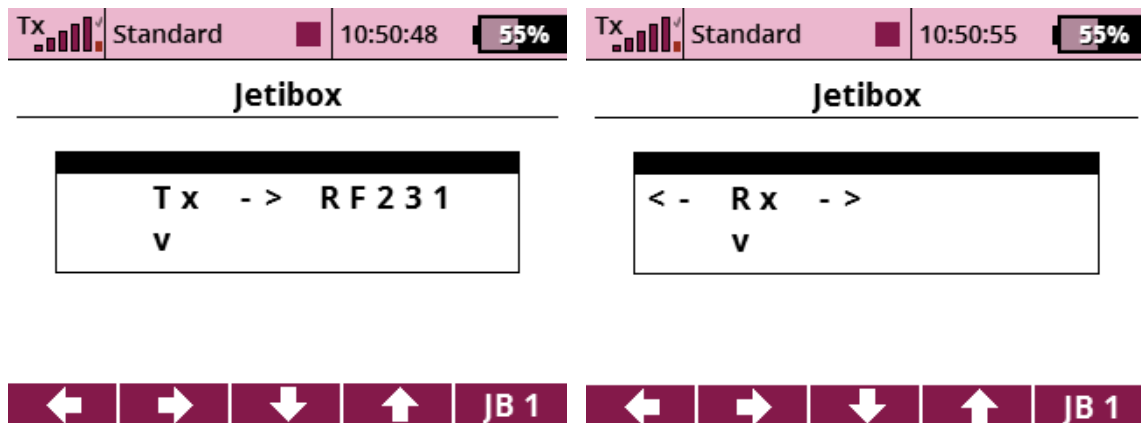 Tx Standard 10:50:48 55%
Jetibox
Tx -> RF231
v
JB 1
Tx Standard 10:50:55 55%
Jetibox
<- Rx ->
v
JB 1